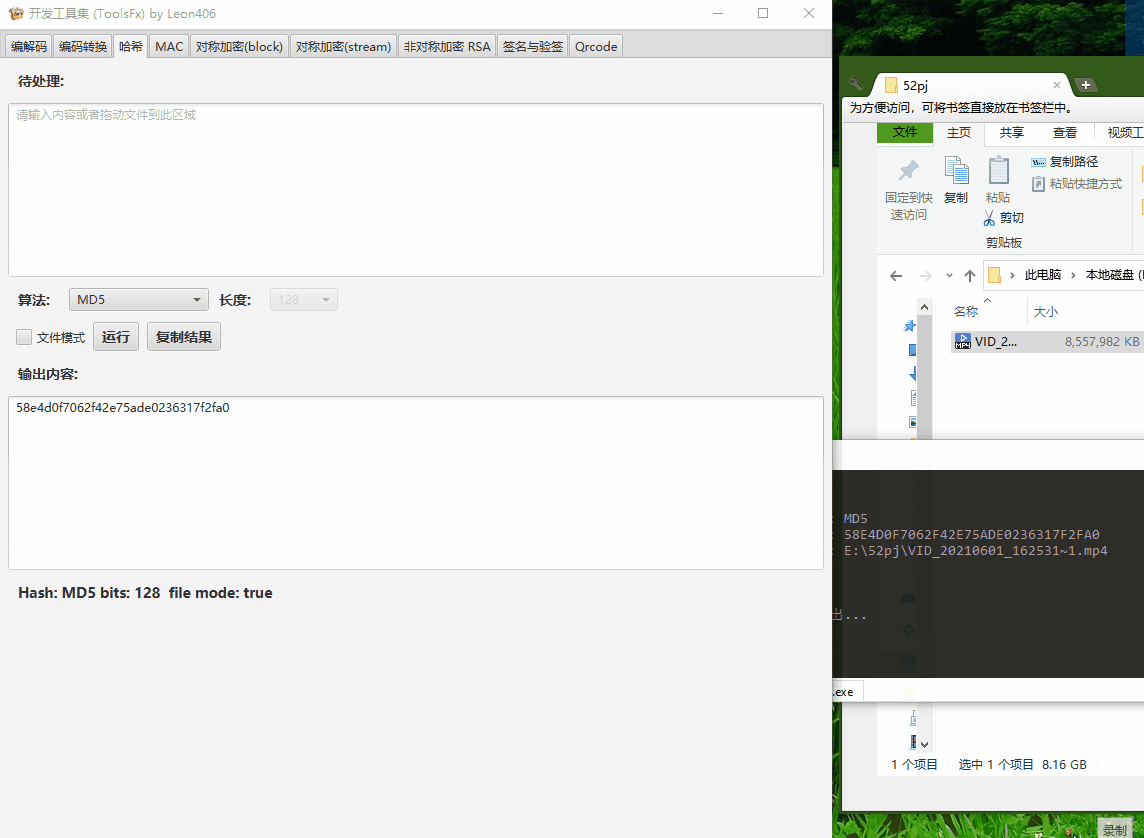 开发工具集 (ToolsFx) by Leon406
编解码 编码转换 哈希 MAC 对称加密(block) 对称加密(stream) 非对称加密 RSA 签名与验签 Qrcode
待处理:
请输入内容或者拖动文件到此区域
算法: MD5 长度: 128
文件模式 运行 复制结果
输出内容:
58e4d0f7062f42e75ade0236317f2fa0
Hash: MD5 bits: 128 file mode: true
52pj
为方便访问，可将书签直接放在书签栏中。
文件 主页 共享 查看 视频工
固定到快
速访问
复制
粘贴
复制路径
粘贴快捷方式
剪切
剪贴板
此电脑 本地磁盘 (
名称 大小
MP4 VID_2... 8,557,982 KB
: MD5
: 58E4D0F7062F42E75ADE0236317F2FA0
: E:\52pj\VID_20210601_162531~1.mp4
出...
.exe
1 个项目 选中 1 个项目 8.16 GB
录制